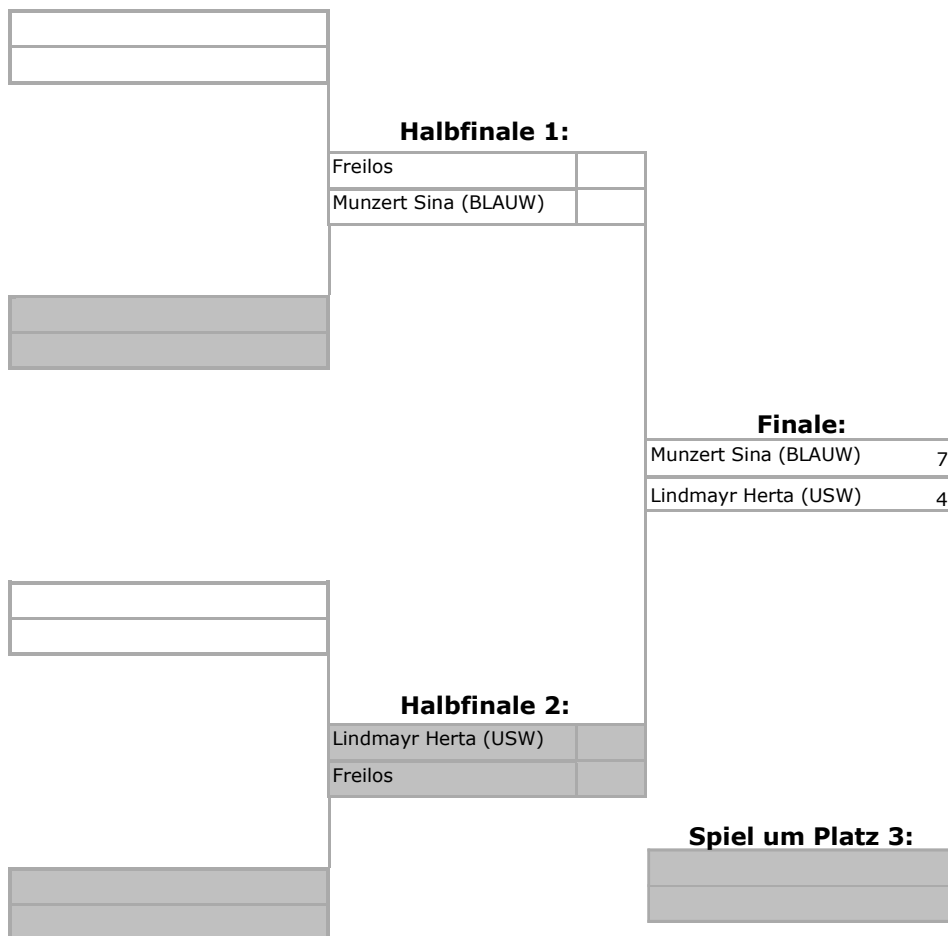 Halbfinale 1:
Freilos
Munzert Sina (BLAUW)
Finale:
Munzert Sina (BLAUW) 7
Lindmayr Herta (USW) 4
Halbfinale 2:
Lindmayr Herta (USW)
Freilos
Spiel um Platz 3: